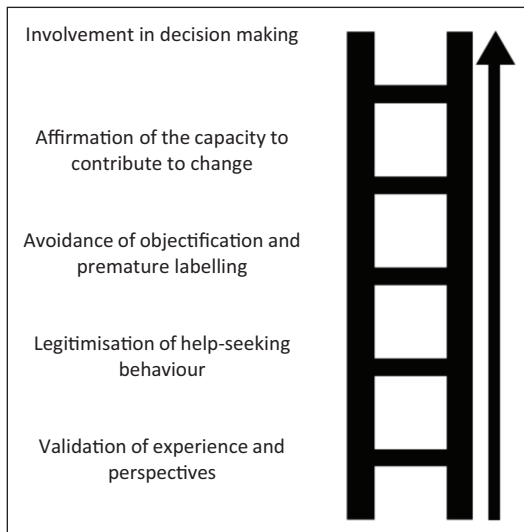 Involvement in decision making
Affirmation of the capacity to
contribute to change
Avoidance of objectification and
premature labelling
Legitimisation of help-seeking
behaviour
Validation of experience and
perspectives